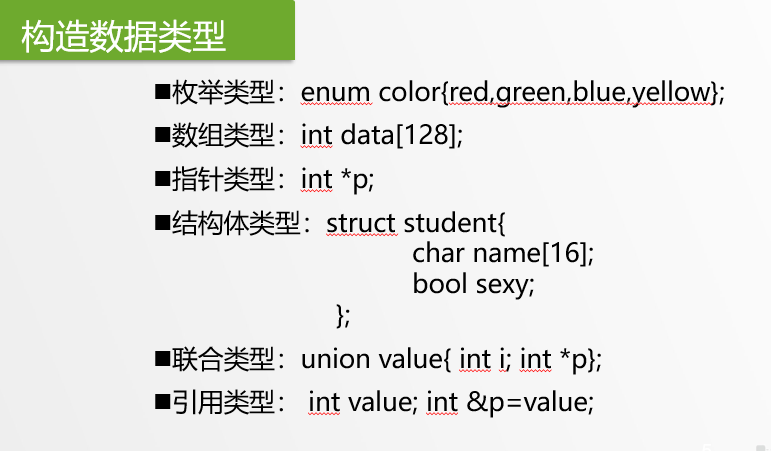 构造数据类型
■枚举类型：enum color{red,green,blue,yellow};
■数组类型：int data[128];
■指针类型：int *p;
■结构体类型：struct student{
char name[16];
bool sexy;
};
■联合类型：union value{ int i; int *p};
■引用类型： int value; int &p=value;